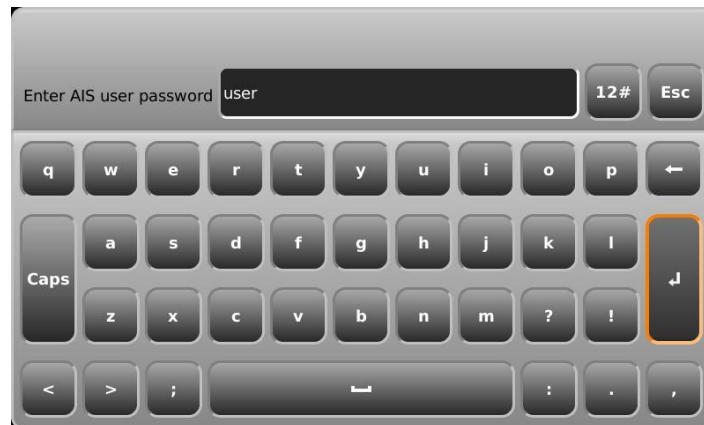 Enter AIS user password user 12# Esc
q w e r t y u i o p ←
Caps a s d f g h j k l ↲
z x c v b n m ? !
< > ; ⎵ : . ,